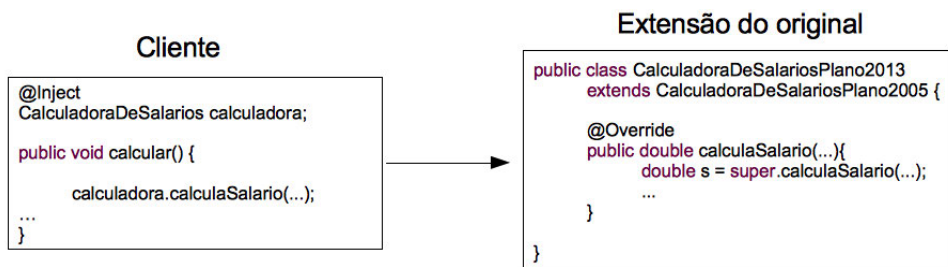 Cliente
@Inject
CalculadoraDeSalarios calculadora;
public void calcular() {
calculadora.calculaSalario(...);
...
}
Extensão do original
public class CalculadoraDeSalariosPlano2013
extends CalculadoraDeSalariosPlano2005 {
@Override
public double calculaSalario(...){
double s = super.calculaSalario(...);
...
}
}